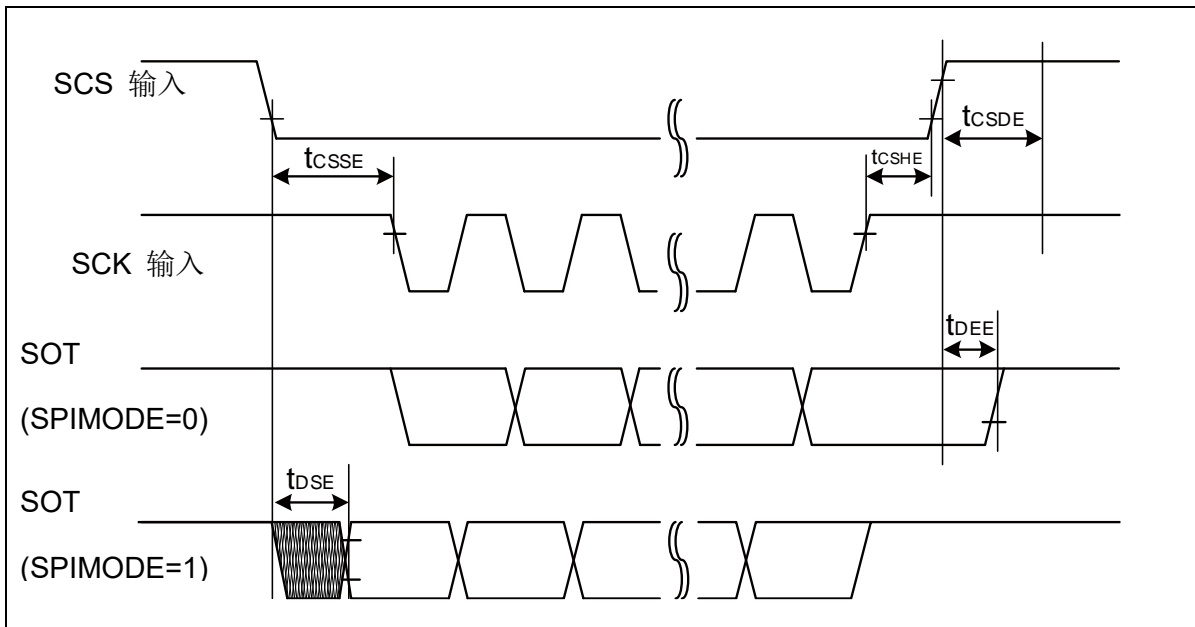 SCS 输入
tCSDE
tCSSE
tCSHE
SCK 输入
tDEE
SOT
(SPIMODE=0)
tDSE
SOT
(SPIMODE=1)